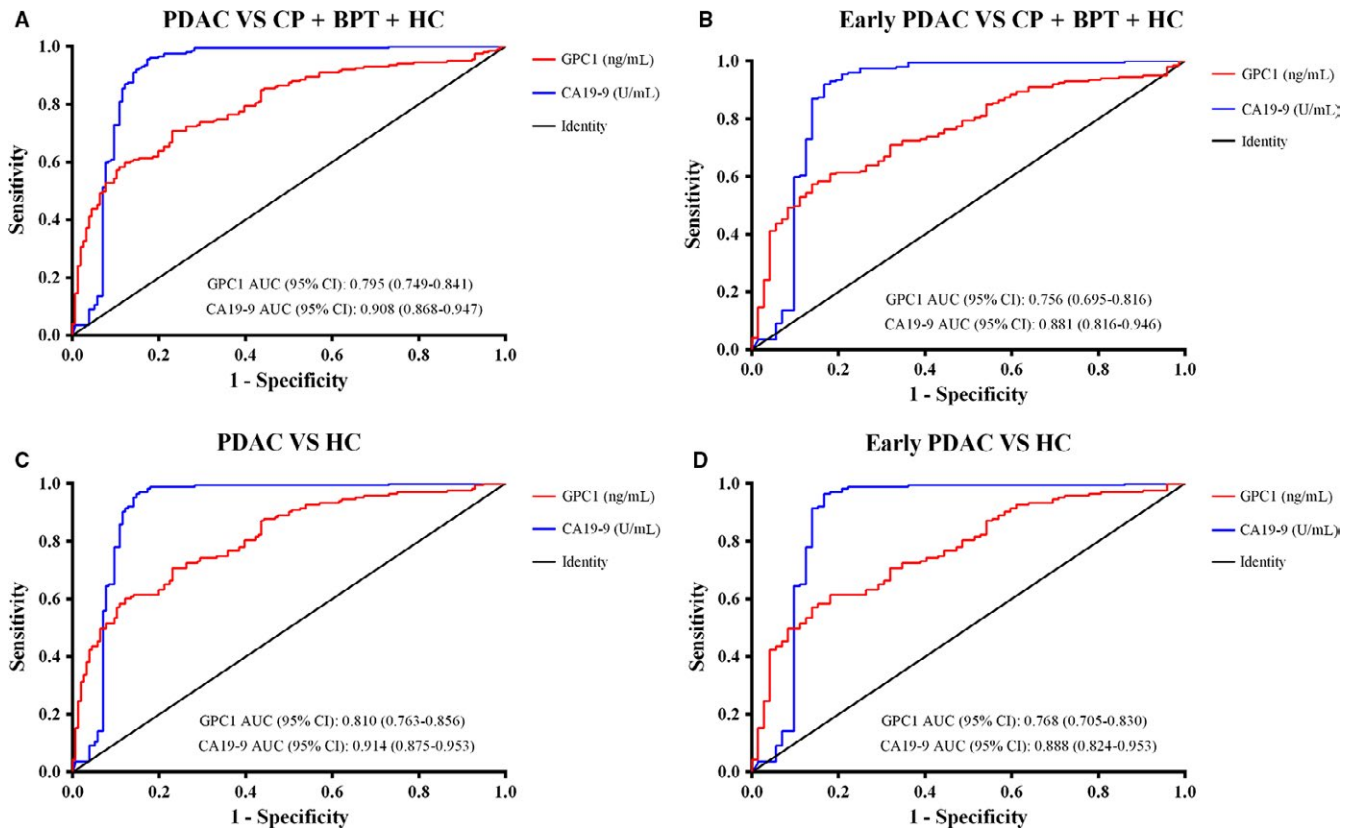 A
PDAC VS CP + BPT + HC
Sensitivity
1.0
0.8
0.6
0.4
0.2
0.0
0.0 0.2 0.4 0.6 0.8 1.0
1 - Specificity
GPC1 (ng/mL)
CA19-9 (U/mL)
Identity
GPC1 AUC (95% CI): 0.795 (0.749-0.841)
CA19-9 AUC (95% CI): 0.908 (0.868-0.947)
B
Early PDAC VS CP + BPT + HC
Sensitivity
1.0
0.8
0.6
0.4
0.2
0.0
0.0 0.2 0.4 0.6 0.8 1.0
1 - Specificity
GPC1 (ng/mL)
CA19-9 (U/mL)
Identity
GPC1 AUC (95% CI): 0.756 (0.695-0.816)
CA19-9 AUC (95% CI): 0.881 (0.816-0.946)
C
PDAC VS HC
Sensitivity
1.0
0.8
0.6
0.4
0.2
0.0
0.0 0.2 0.4 0.6 0.8 1.0
1 - Specificity
GPC1 (ng/mL)
CA19-9 (U/mL)
Identity
GPC1 AUC (95% CI): 0.810 (0.763-0.856)
CA19-9 AUC (95% CI): 0.914 (0.875-0.953)
D
Early PDAC VS HC
Sensitivity
1.0
0.8
0.6
0.4
0.2
0.0
0.0 0.2 0.4 0.6 0.8 1.0
1 - Specificity
GPC1 (ng/mL)
CA19-9 (U/mL)
Identity
GPC1 AUC (95% CI): 0.768 (0.705-0.830)
CA19-9 AUC (95% CI): 0.888 (0.824-0.953)